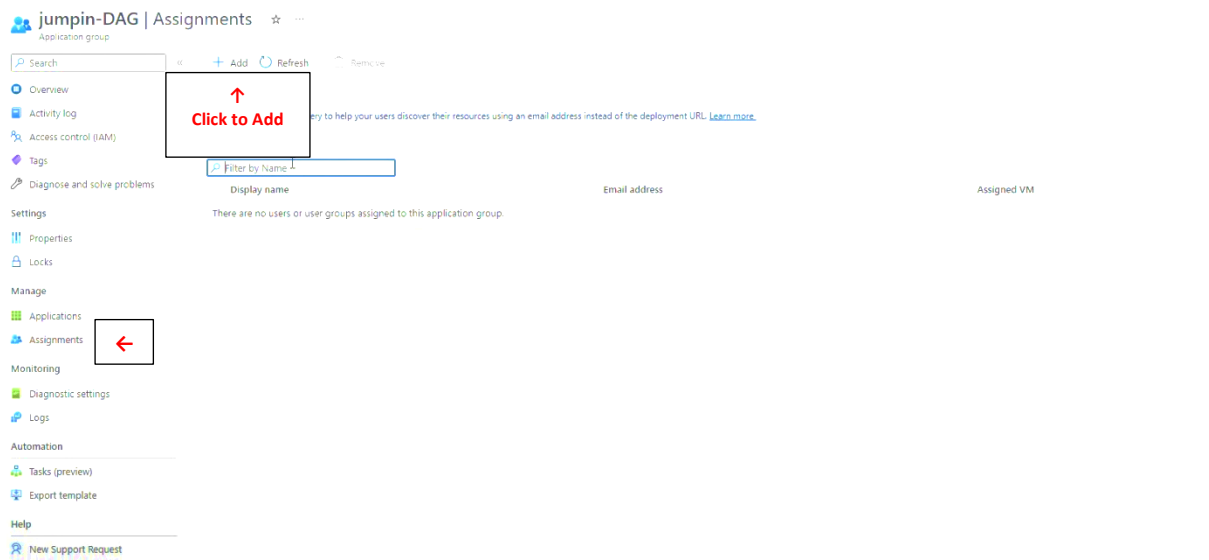 jumpin-DAG | Assignments
Application group
Search
Add Refresh Remove
Overview
↑
Click to Add
Activity log
ery to help your users discover their resources using an email address instead of the deployment URL. Learn more.
Access control (IAM)
Tags
Filter by Name
Diagnose and solve problems
Display name Email address Assigned VM
Settings
There are no users or user groups assigned to this application group.
Properties
Locks
Manage
Applications
Assignments ←
Monitoring
Diagnostic settings
Logs
Automation
Tasks (preview)
Export template
Help
New Support Request